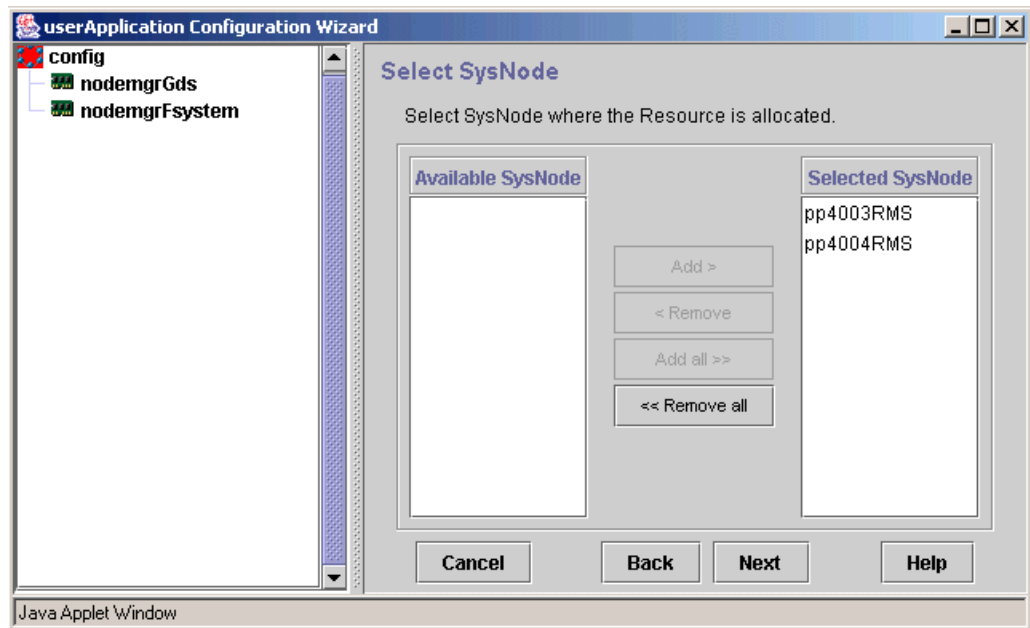 userApplication Configuration Wizard
config
nodemgrGds
nodemgrFsystem
Select SysNode
Select SysNode where the Resource is allocated.
Available SysNode
Selected SysNode
pp4003RMS
pp4004RMS
Add >
< Remove
Add all >>
<< Remove all
Cancel
Back
Next
Help
Java Applet Window